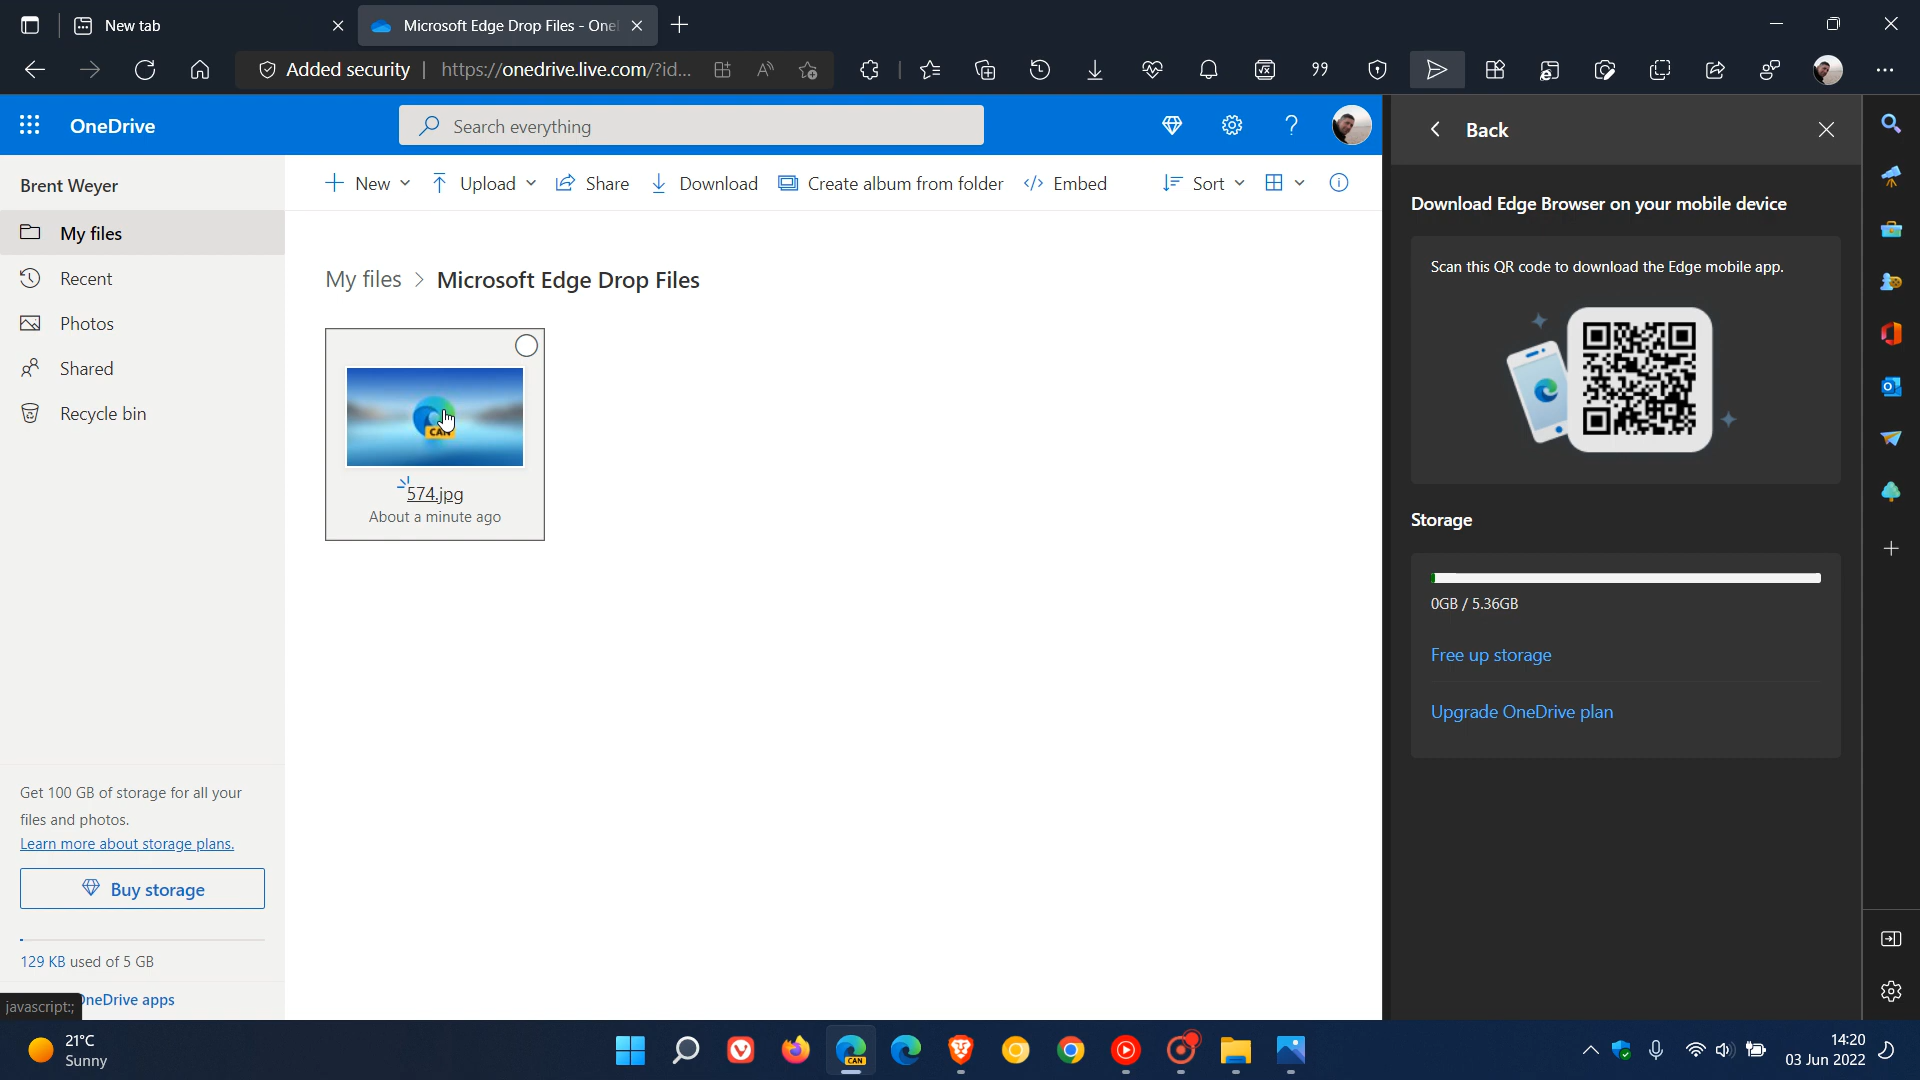 New tab
Microsoft Edge Drop Files - One
Added security
https://onedrive.live.com/?id...
OneDrive
Search everything
Back
Brent Weyer
New
Upload
Share
Download
Create album from folder
Embed
Sort
Download Edge Browser on your mobile device
My files
Recent
Photos
Shared
Recycle bin
My files > Microsoft Edge Drop Files
Scan this QR code to download the Edge mobile app.
CAN
574.jpg
About a minute ago
Storage
0GB / 5.36GB
Free up storage
Upgrade OneDrive plan
Get 100 GB of storage for all your
files and photos.
Learn more about storage plans.
Buy storage
129 KB used of 5 GB
OneDrive apps
javascript:;
21°C
Sunny
CAN
14:20
03 Jun 2022